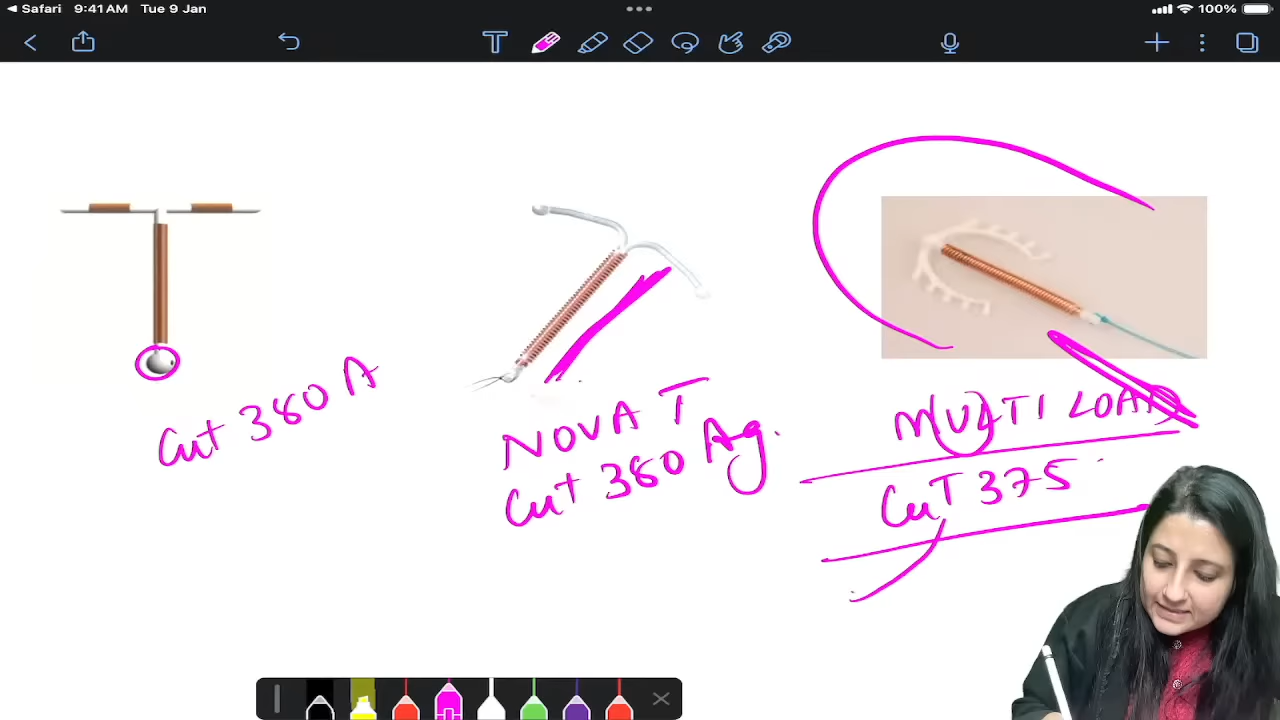 Safari 9:41 AM Tue 9 Jan
100%
Cut 380 A
NOVA T
Cut 380 Ag.
MULTI LOAD
CuT 375